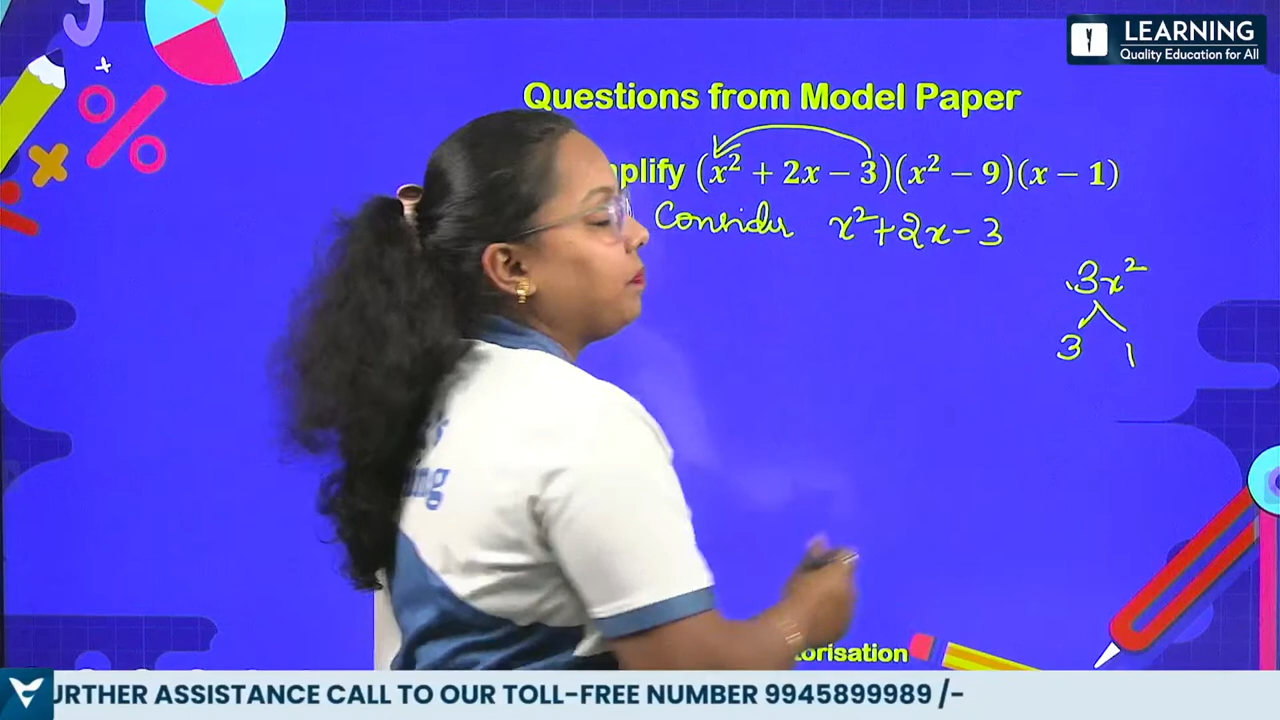 LEARNING
Quality Education for All
Questions from Model Paper
plify (x² + 2x − 3)(x² − 9)(x − 1)
Consider x²+2x-3
3x²
3 1
ing
torisation
URTHER ASSISTANCE CALL TO OUR TOLL-FREE NUMBER 9945899989 /-